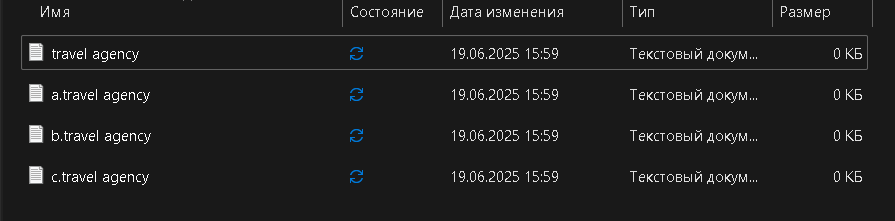 Имя Состояние Дата изменения Тип Размер
travel agency 19.06.2025 15:59 Текстовый докум... 0 КБ
a.travel agency 19.06.2025 15:59 Текстовый докум... 0 КБ
b.travel agency 19.06.2025 15:59 Текстовый докум... 0 КБ
c.travel agency 19.06.2025 15:59 Текстовый докум... 0 КБ